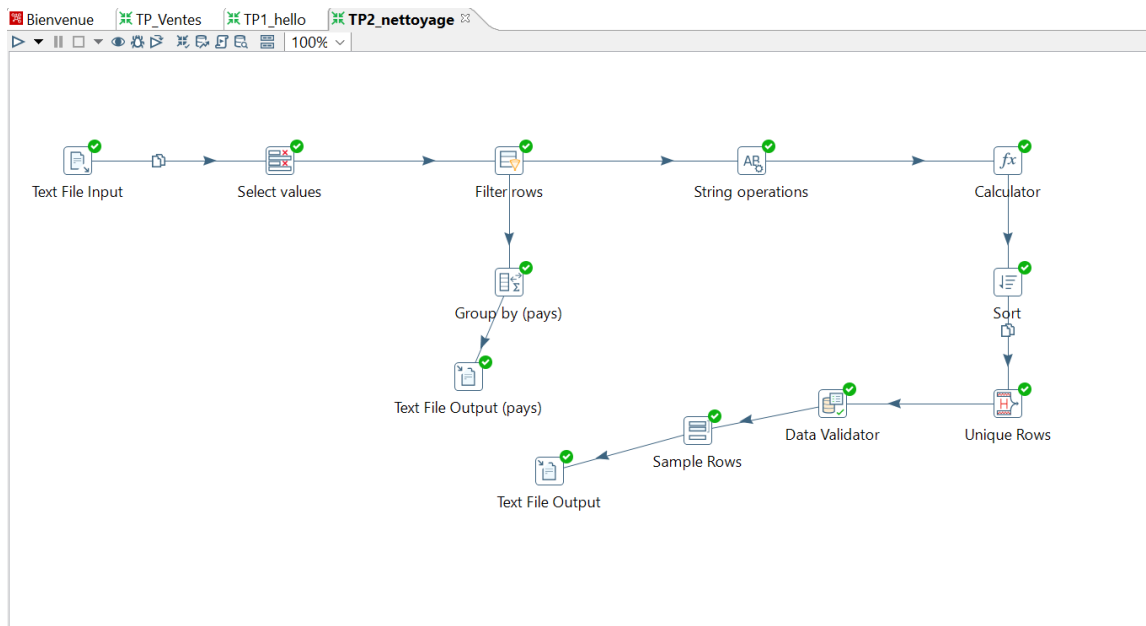 Bienvenue
TP_Ventes
TP1_hello
TP2_nettoyage
100%
Text File Input
Select values
Filter rows
String operations
Calculator
Group by (pays)
Sort
Text File Output (pays)
Data Validator
Unique Rows
Sample Rows
Text File Output